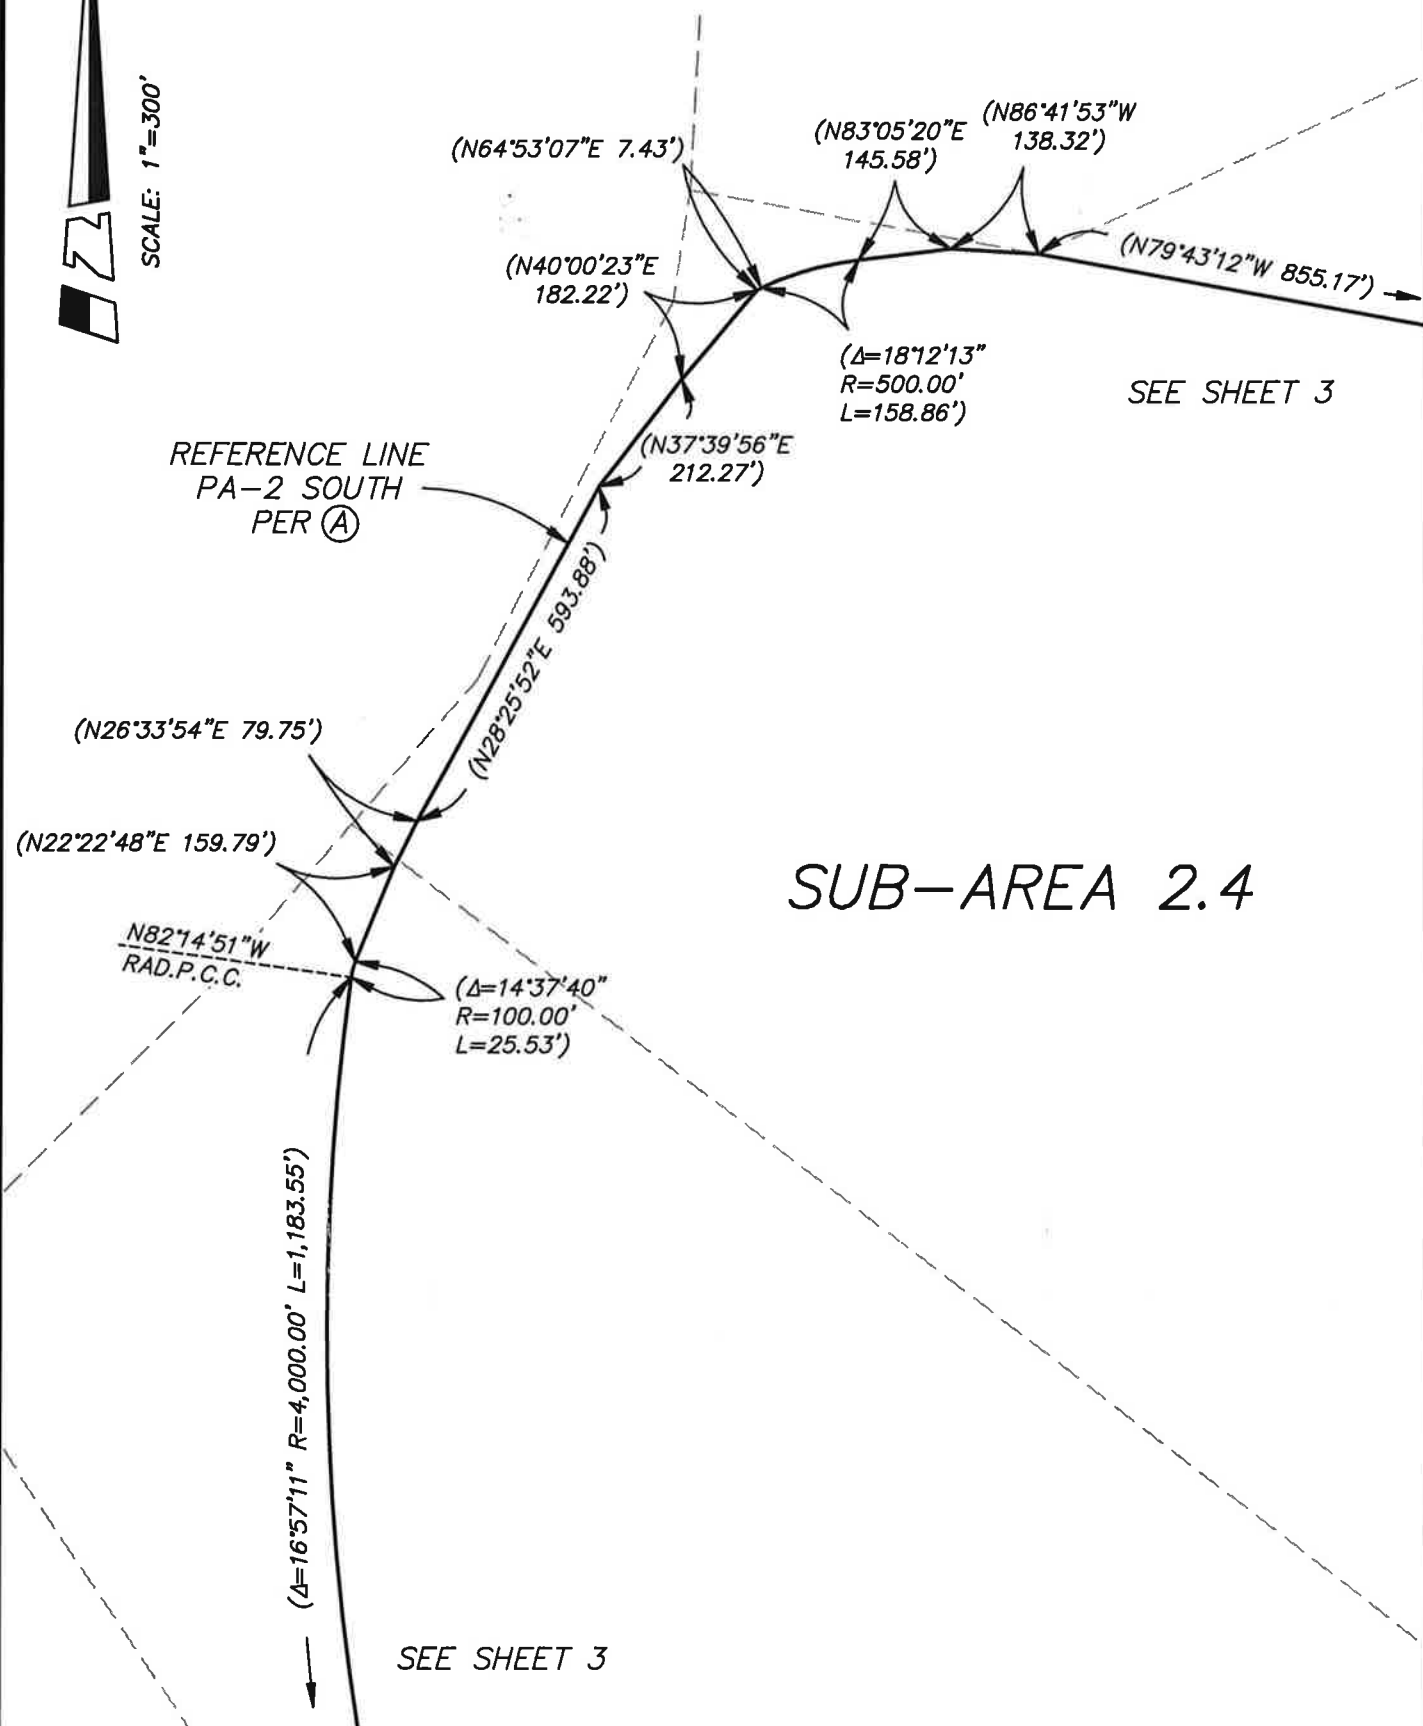 SCALE: 1"=300'
(N64°53'07"E 7.43')
(N83°05'20"E
145.58')
(N86°41'53"W
138.32')
(N79°43'12"W 855.17')
(N40°00'23"E
182.22')
(Δ=18°12'13"
R=500.00'
L=158.86')
SEE SHEET 3
REFERENCE LINE
PA-2 SOUTH
PER Ⓐ
(N37°39'56"E
212.27')
(N28°25'52"E 593.88')
(N26°33'54"E 79.75')
(N22°22'48"E 159.79')
SUB-AREA 2.4
N82°14'51"W
RAD.P.C.C.
(Δ=14°37'40"
R=100.00'
L=25.53')
(Δ=16°57'11" R=4,000.00' L=1,183.55')
SEE SHEET 3